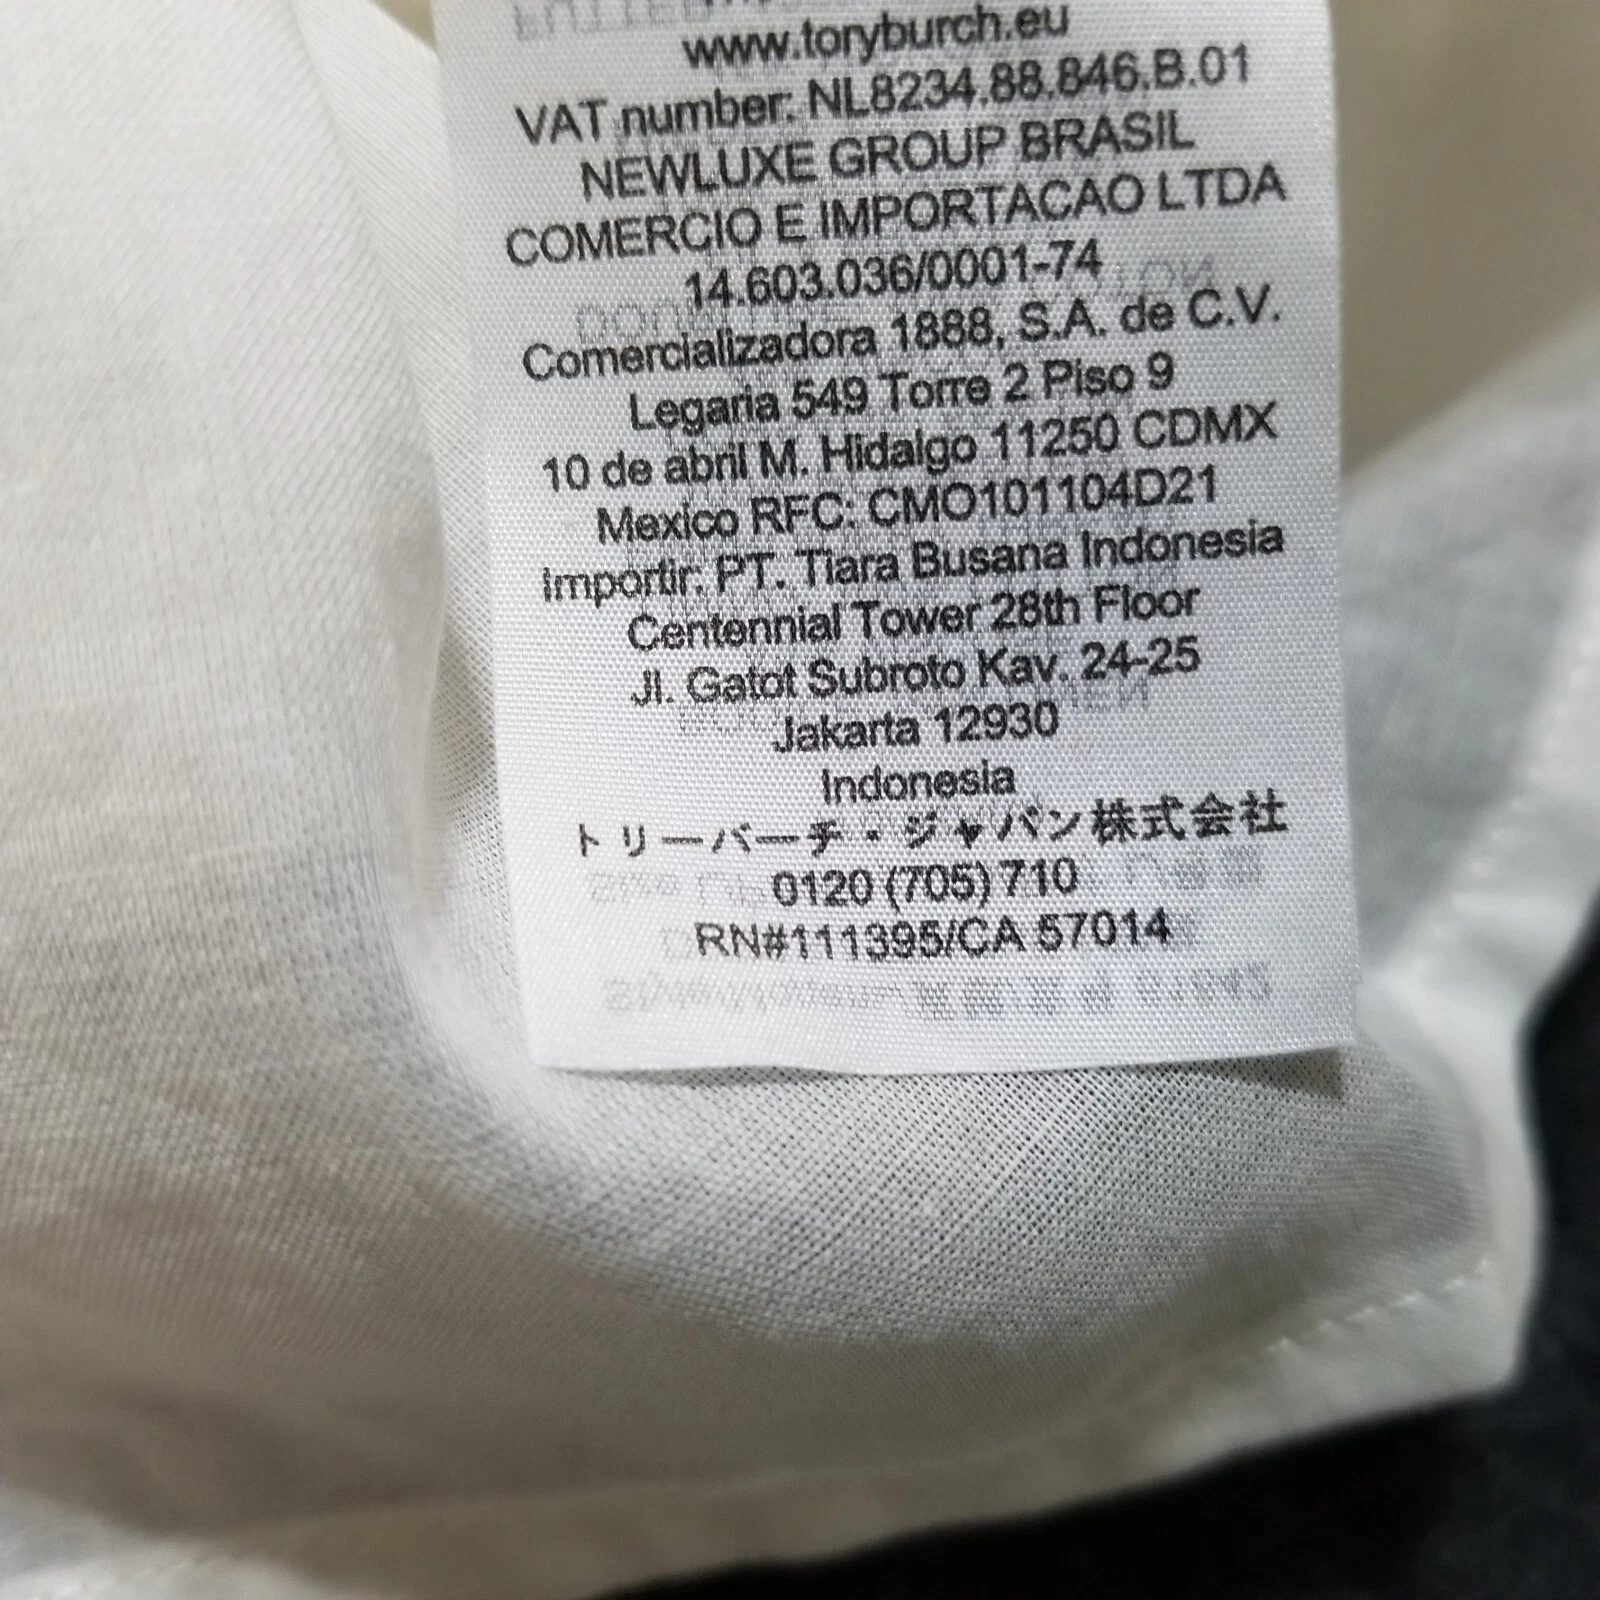 www.toryburch.eu
VAT number: NL8234.88.846.B.01
NEWLUXE GROUP BRASIL
COMERCIO E IMPORTACAO LTDA
14.603.036/0001-74
Comercializadora 1888, S.A. de C.V.
Legaria 549 Torre 2 Piso 9
10 de abril M. Hidalgo 11250 CDMX
Mexico RFC: CMO101104D21
Importir: PT. Tiara Busana Indonesia
Centennial Tower 28th Floor
Jl. Gatot Subroto Kav. 24-25
Jakarta 12930
Indonesia
トリーバーチ・ジャパン株式会社
0120 (705) 710
RN#111395/CA 57014